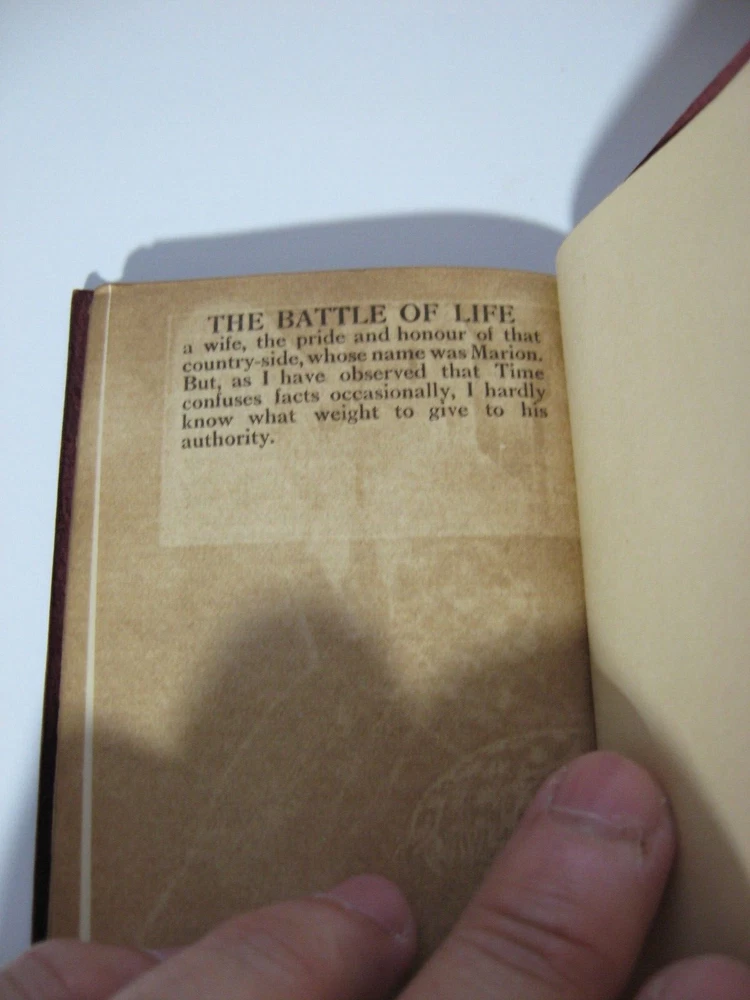 THE BATTLE OF LIFE
a wife, the pride and honour of that
country-side, whose name was Marion.
But, as I have observed that Time
confuses facts occasionally, I hardly
know what weight to give to his
authority.